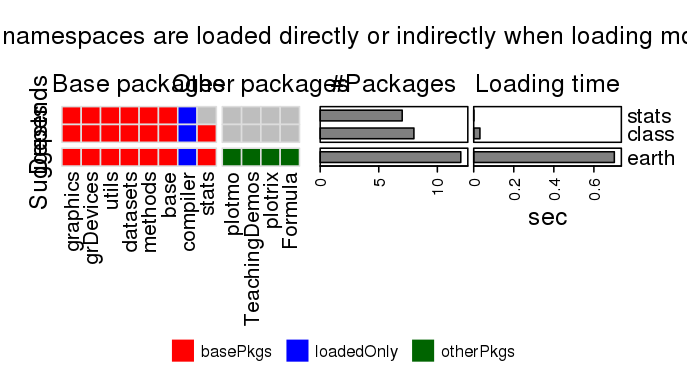 namespaces are loaded directly or indirectly when loading mo
Base packages
Other packages
#Packages
Loading time
stats
class
earth
Suggests
graphics
grDevices
utils
datasets
methods
base
compiler
stats
plotmo
TeachingDemos
plotrix
Formula
0
5
10
0
0.2
0.4
0.6
sec
basePkgs
loadedOnly
otherPkgs